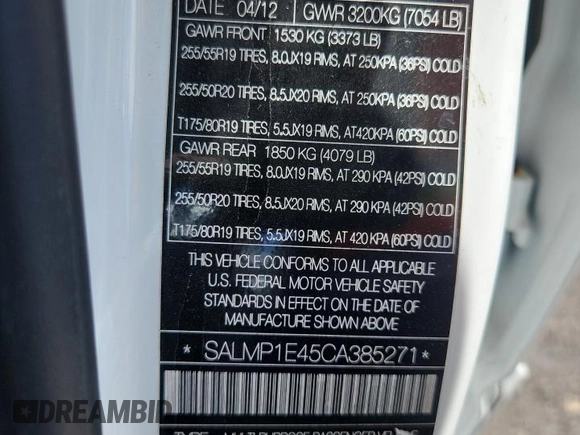 DATE 04/12 GWWR 3200KG (7054 LB)
GAWR FRONT 1530 KG (3373 LB)
255/55R19 TIRES, 8.0JX19 RIMS, AT 250KPA (36PSI) COLD
255/50R20 TIRES, 8.5JX20 RIMS, AT 250KPA (36PSI) COLD
T175/80R19 TIRES, 5.5JX19 RIMS, AT420KPA (60PSI) COLD
GAWR REAR 1850 KG (4079 LB)
255/55R19 TIRES, 8.0JX19 RIMS, AT 290 KPA (42PSI) COLD
255/50R20 TIRES, 8.5JX20 RIMS, AT 290 KPA (42PSI) COLD
T175/80R19 TIRES, 5.5JX19 RIMS, AT 420 KPA (60PSI) COLD
THIS VEHICLE CONFORMS TO ALL APPLICABLE
U.S. FEDERAL MOTOR VEHICLE SAFETY
STANDARDS IN EFFECT ON THE DATE OF
MANUFACTURE SHOWN ABOVE
* SALMP1E45CA385271 *
TYPE MULTIPURPOSE PASSENGER
DREAMBID